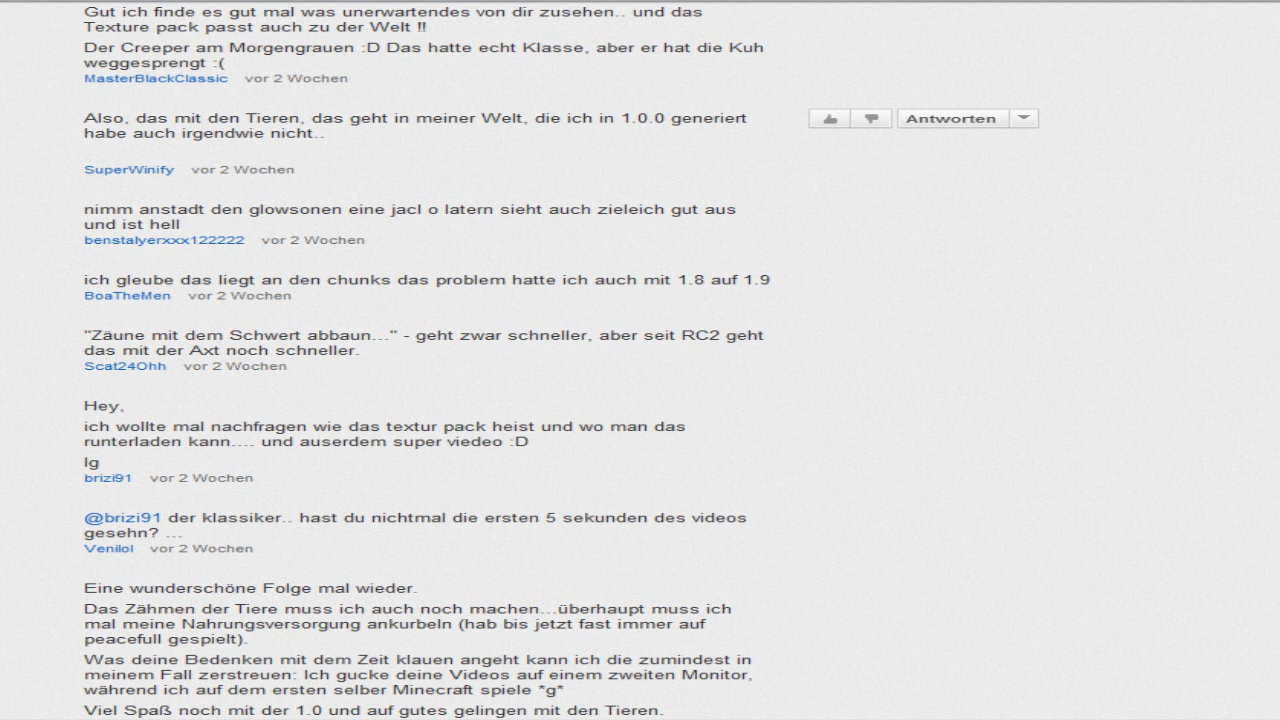 Gut ich finde es gut mal was unerwartendes von dir zusehen.. und das
Texture pack passt auch zu der Welt !!
Der Creeper am Morgengrauen :D Das hatte echt Klasse, aber er hat die Kuh
weggesprengt :(
MasterBlackClassic vor 2 Wochen
Also, das mit den Tieren, das geht in meiner Welt, die ich in 1.0.0 generiert
habe auch irgendwie nicht..
Antworten
SuperWinify vor 2 Wochen
nimm anstadt den glowsonen eine jacl o latern sieht auch zieleich gut aus
und ist hell
benstalyerxxx122222 vor 2 Wochen
ich gleube das liegt an den chunks das problem hatte ich auch mit 1.8 auf 1.9
BoaTheMen vor 2 Wochen
"Zäune mit dem Schwert abbaun..." - geht zwar schneller, aber seit RC2 geht
das mit der Axt noch schneller.
Scat24Ohh vor 2 Wochen
Hey,
ich wollte mal nachfragen wie das textur pack heist und wo man das
runterladen kann.... und auserdem super viedeo :D
lg
brizi91 vor 2 Wochen
@brizi91 der klassiker.. hast du nichtmal die ersten 5 sekunden des videos
gesehn? ...
Venilol vor 2 Wochen
Eine wunderschöne Folge mal wieder.
Das Zähmen der Tiere muss ich auch noch machen...überhaupt muss ich
mal meine Nahrungsversorgung ankurbeln (hab bis jetzt fast immer auf
peacefull gespielt).
Was deine Bedenken mit dem Zeit klauen angeht kann ich die zumindest in
meinem Fall zerstreuen: Ich gucke deine Videos auf einem zweiten Monitor,
während ich auf dem ersten selber Minecraft spiele *g*
Viel Spaß noch mit der 1.0 und auf gutes gelingen mit den Tieren.